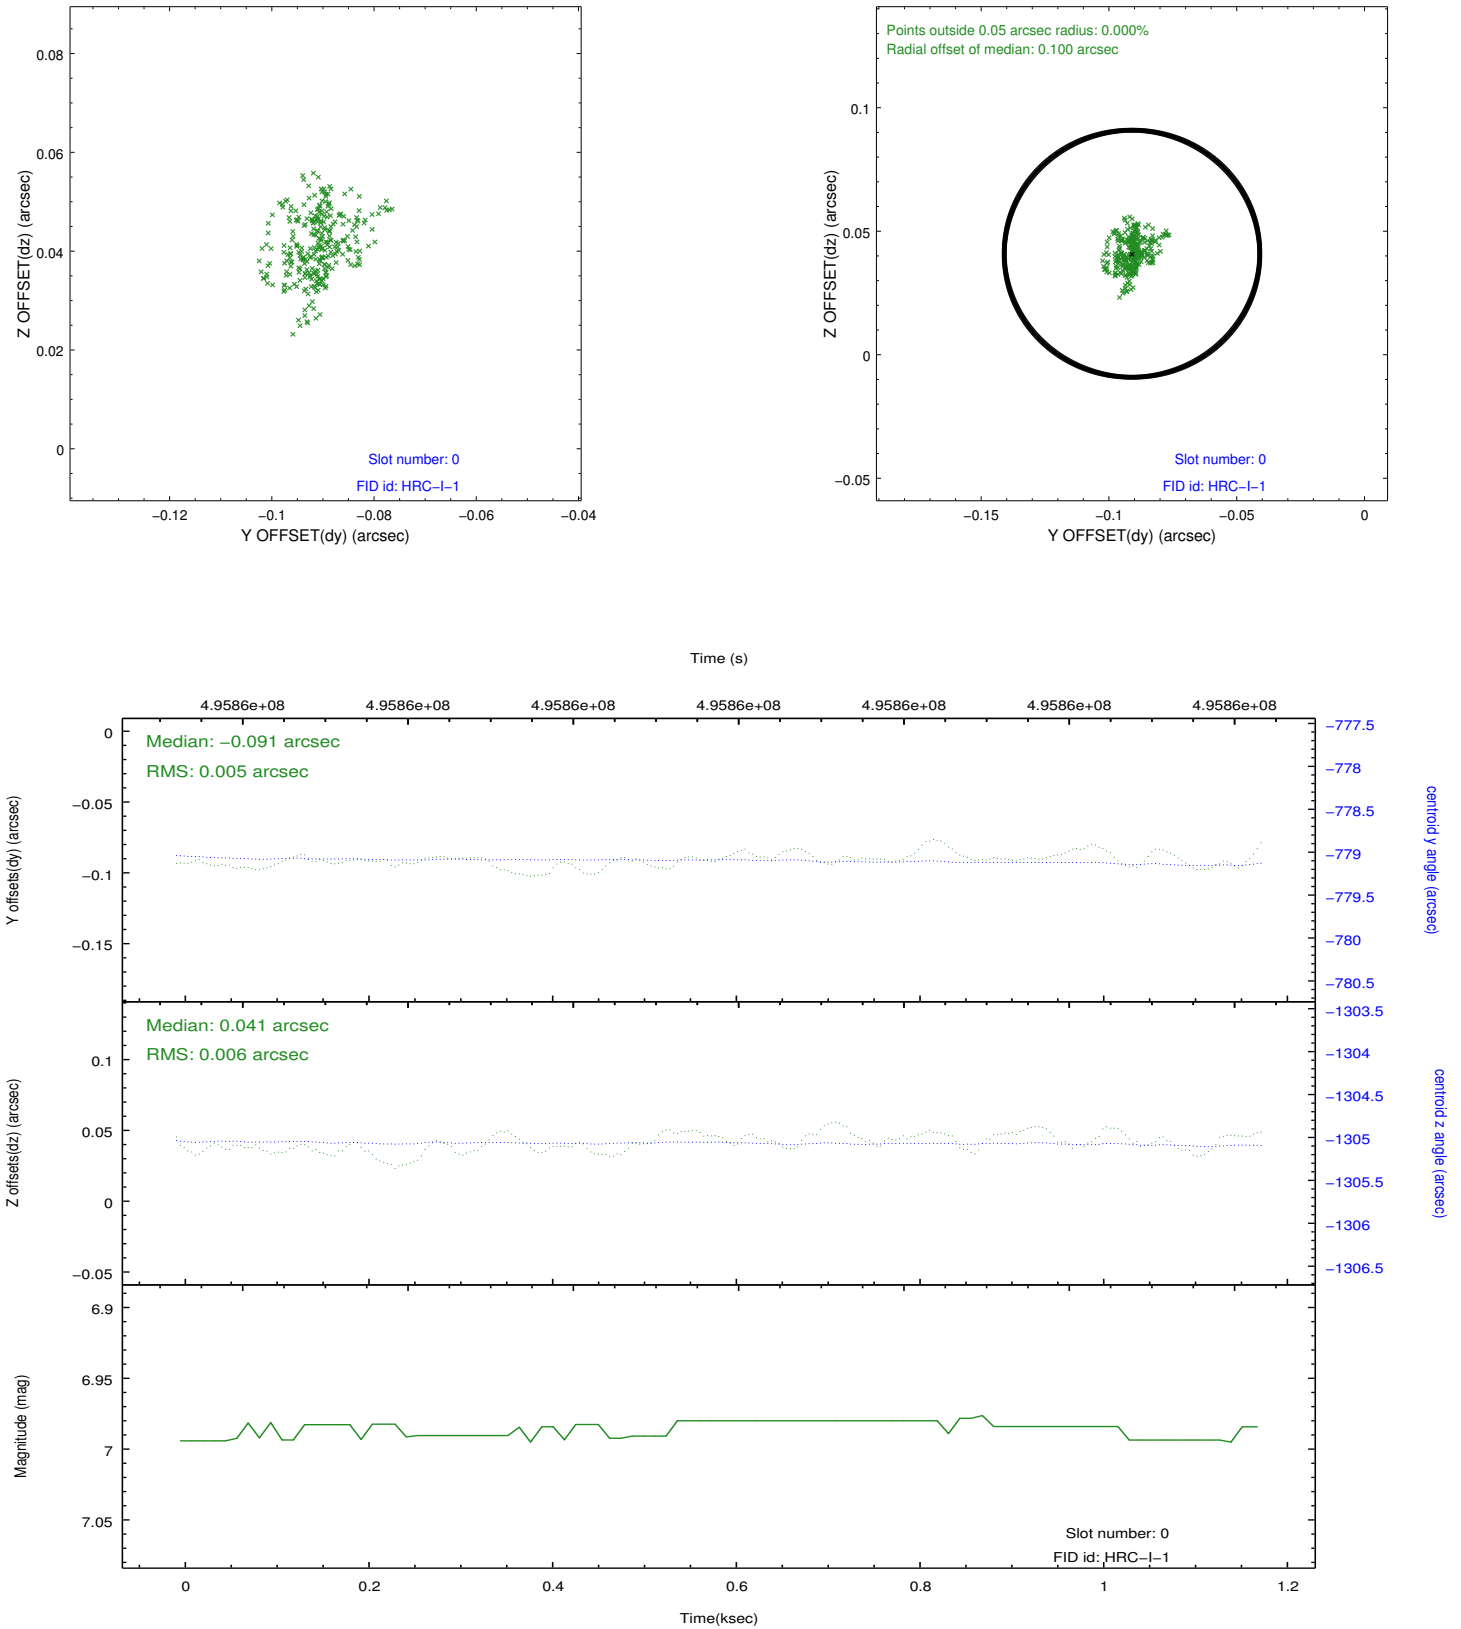 0.08
0.06
0.04
0.02
0
Z OFFSET(dz) (arcsec)
Slot number: 0
FID id: HRC−I−1
−0.12
−0.1
−0.08
−0.06
−0.04
Y OFFSET(dy) (arcsec)
Points outside 0.05 arcsec radius: 0.000%
Radial offset of median: 0.100 arcsec
0.1
0.05
0
−0.05
Z OFFSET(dz) (arcsec)
Slot number: 0
FID id: HRC−I−1
−0.15
−0.1
−0.05
0
Y OFFSET(dy) (arcsec)
Time (s)
4.9586e+08
4.9586e+08
4.9586e+08
4.9586e+08
4.9586e+08
4.9586e+08
4.9586e+08
Median: −0.091 arcsec
RMS: 0.005 arcsec
0
−0.05
−0.1
−0.15
Y offsets(dy) (arcsec)
−777.5
−778
−778.5
−779
−779.5
−780
−780.5
centroid y angle (arcsec)
Median: 0.041 arcsec
RMS: 0.006 arcsec
0.1
0.05
0
−0.05
Z offsets(dz) (arcsec)
−1303.5
−1304
−1304.5
−1305
−1305.5
−1306
−1306.5
centroid z angle (arcsec)
6.9
6.95
7
7.05
Magnitude (mag)
Slot number: 0
FID id: HRC−I−1
0
0.2
0.4
0.6
0.8
1
1.2
Time(ksec)